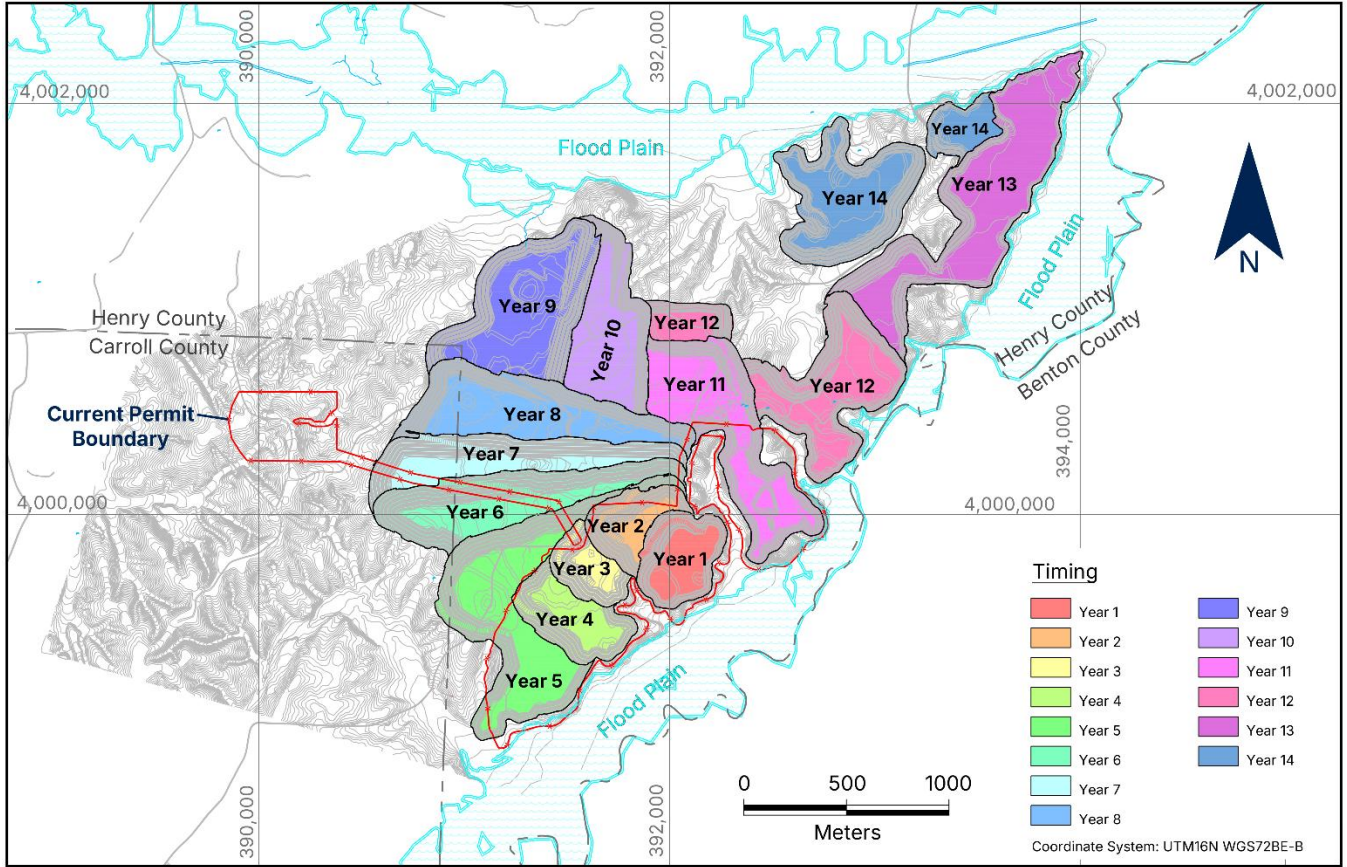 390,000
392,000
4,002,000
4,002,000
Flood Plain
Year 14
Year 14
Year 13
Flood Plain
N
Henry County
Carroll County
Year 9
Year 10
Year 12
Henry County
Benton County
Year 11
Year 12
Current Permit
Boundary
Year 8
Year 7
394,000
4,000,000
4,000,000
Year 6
Year 2
Year 1
Year 3
Year 4
Year 5
Flood Plain
390,000
392,000
0 500 1000
Meters
Timing
Year 1
Year 2
Year 3
Year 4
Year 5
Year 6
Year 7
Year 8
Year 9
Year 10
Year 11
Year 12
Year 13
Year 14
Coordinate System: UTM16N WGS72BE-B